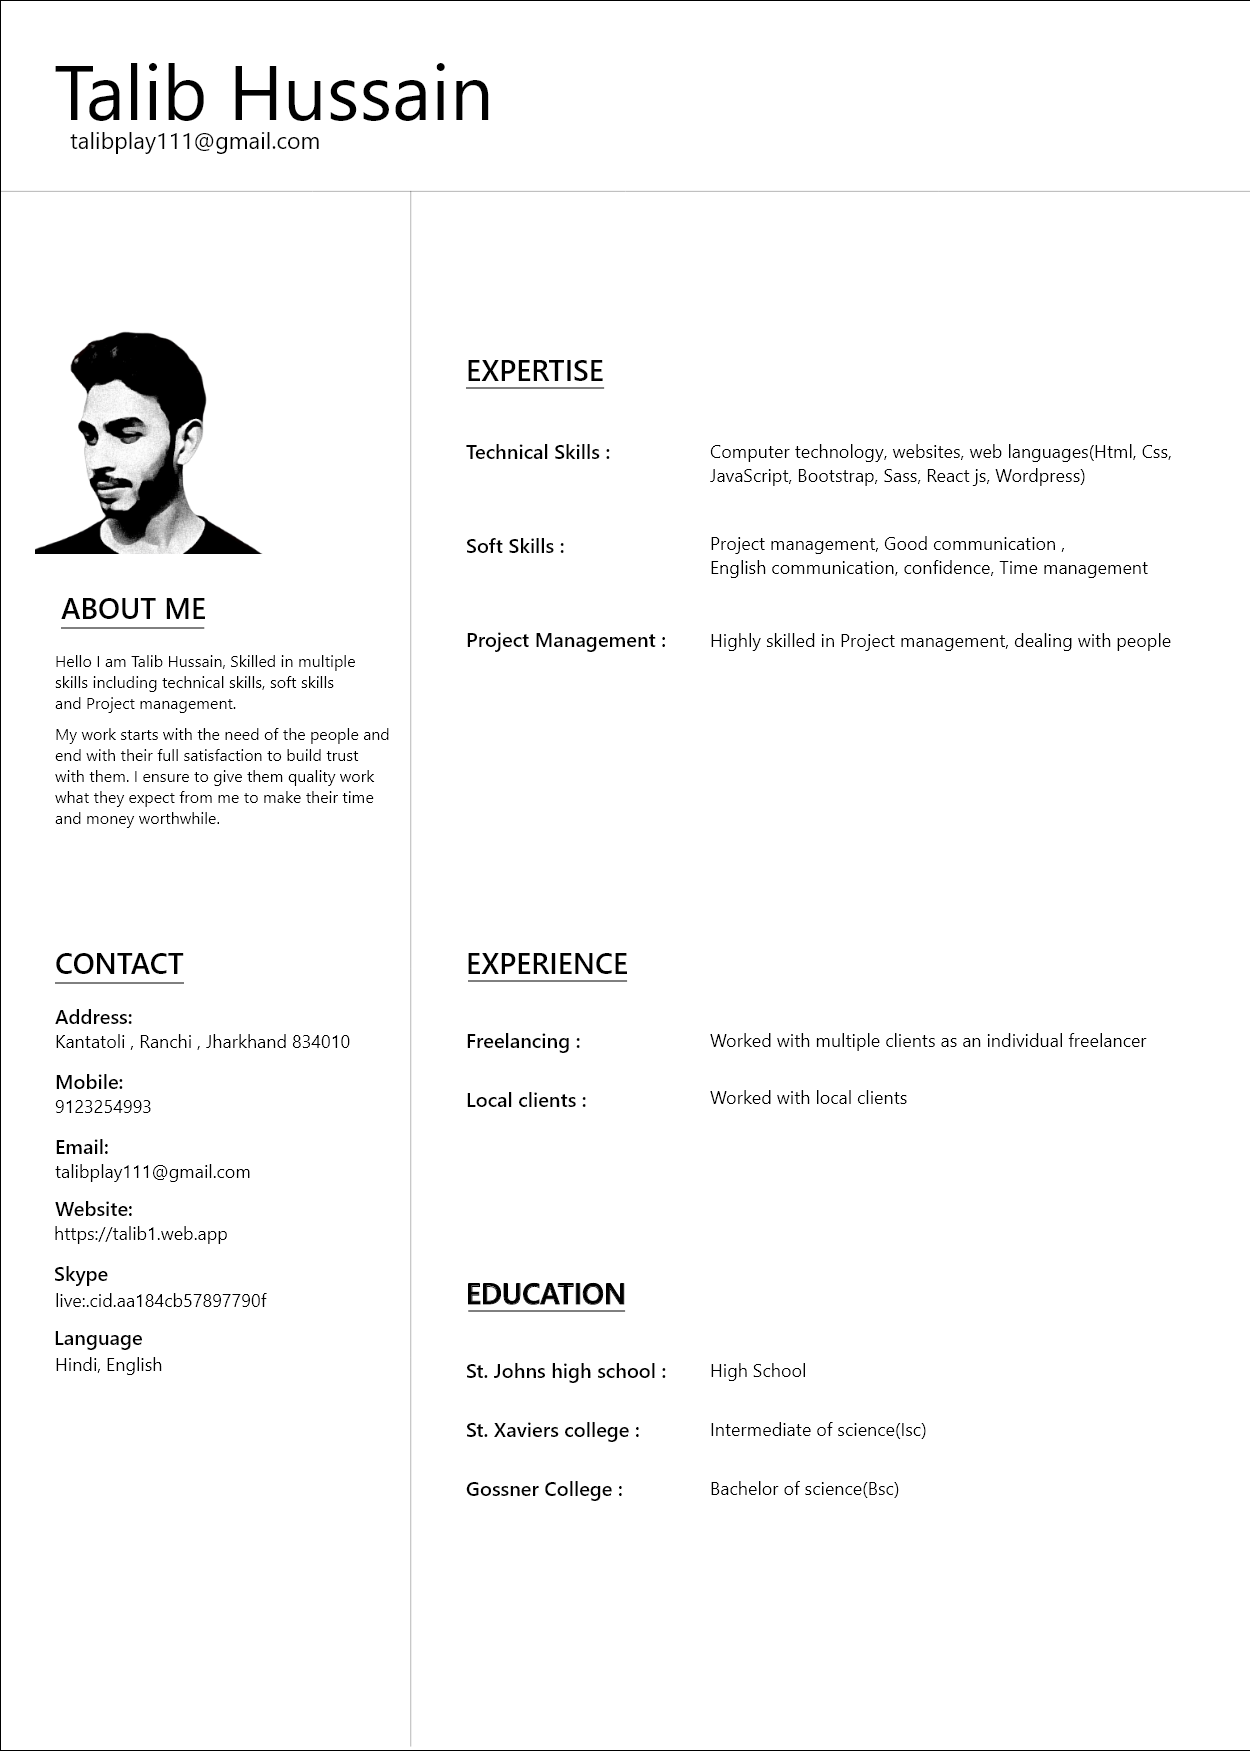 Talib Hussain
talibplay111@gmail.com
ABOUT ME
Hello I am Talib Hussain, Skilled in multiple
skills including technical skills, soft skills
and Project management.
My work starts with the need of the people and
end with their full satisfaction to build trust
with them. I ensure to give them quality work
what they expect from me to make their time
and money worthwhile.
CONTACT
Address:
Kantatoli , Ranchi , Jharkhand 834010
Mobile:
9123254993
Email:
talibplay111@gmail.com
Website:
https://talib1.web.app
Skype
live:.cid.aa184cb57897790f
Language
Hindi, English
EXPERTISE
Technical Skills : Computer technology, websites, web languages(Html, Css,
JavaScript, Bootstrap, Sass, React js, Wordpress)
Soft Skills : Project management, Good communication ,
English communication, confidence, Time management
Project Management : Highly skilled in Project management, dealing with people
EXPERIENCE
Freelancing : Worked with multiple clients as an individual freelancer
Local clients : Worked with local clients
EDUCATION
St. Johns high school : High School
St. Xaviers college : Intermediate of science(Isc)
Gossner College : Bachelor of science(Bsc)